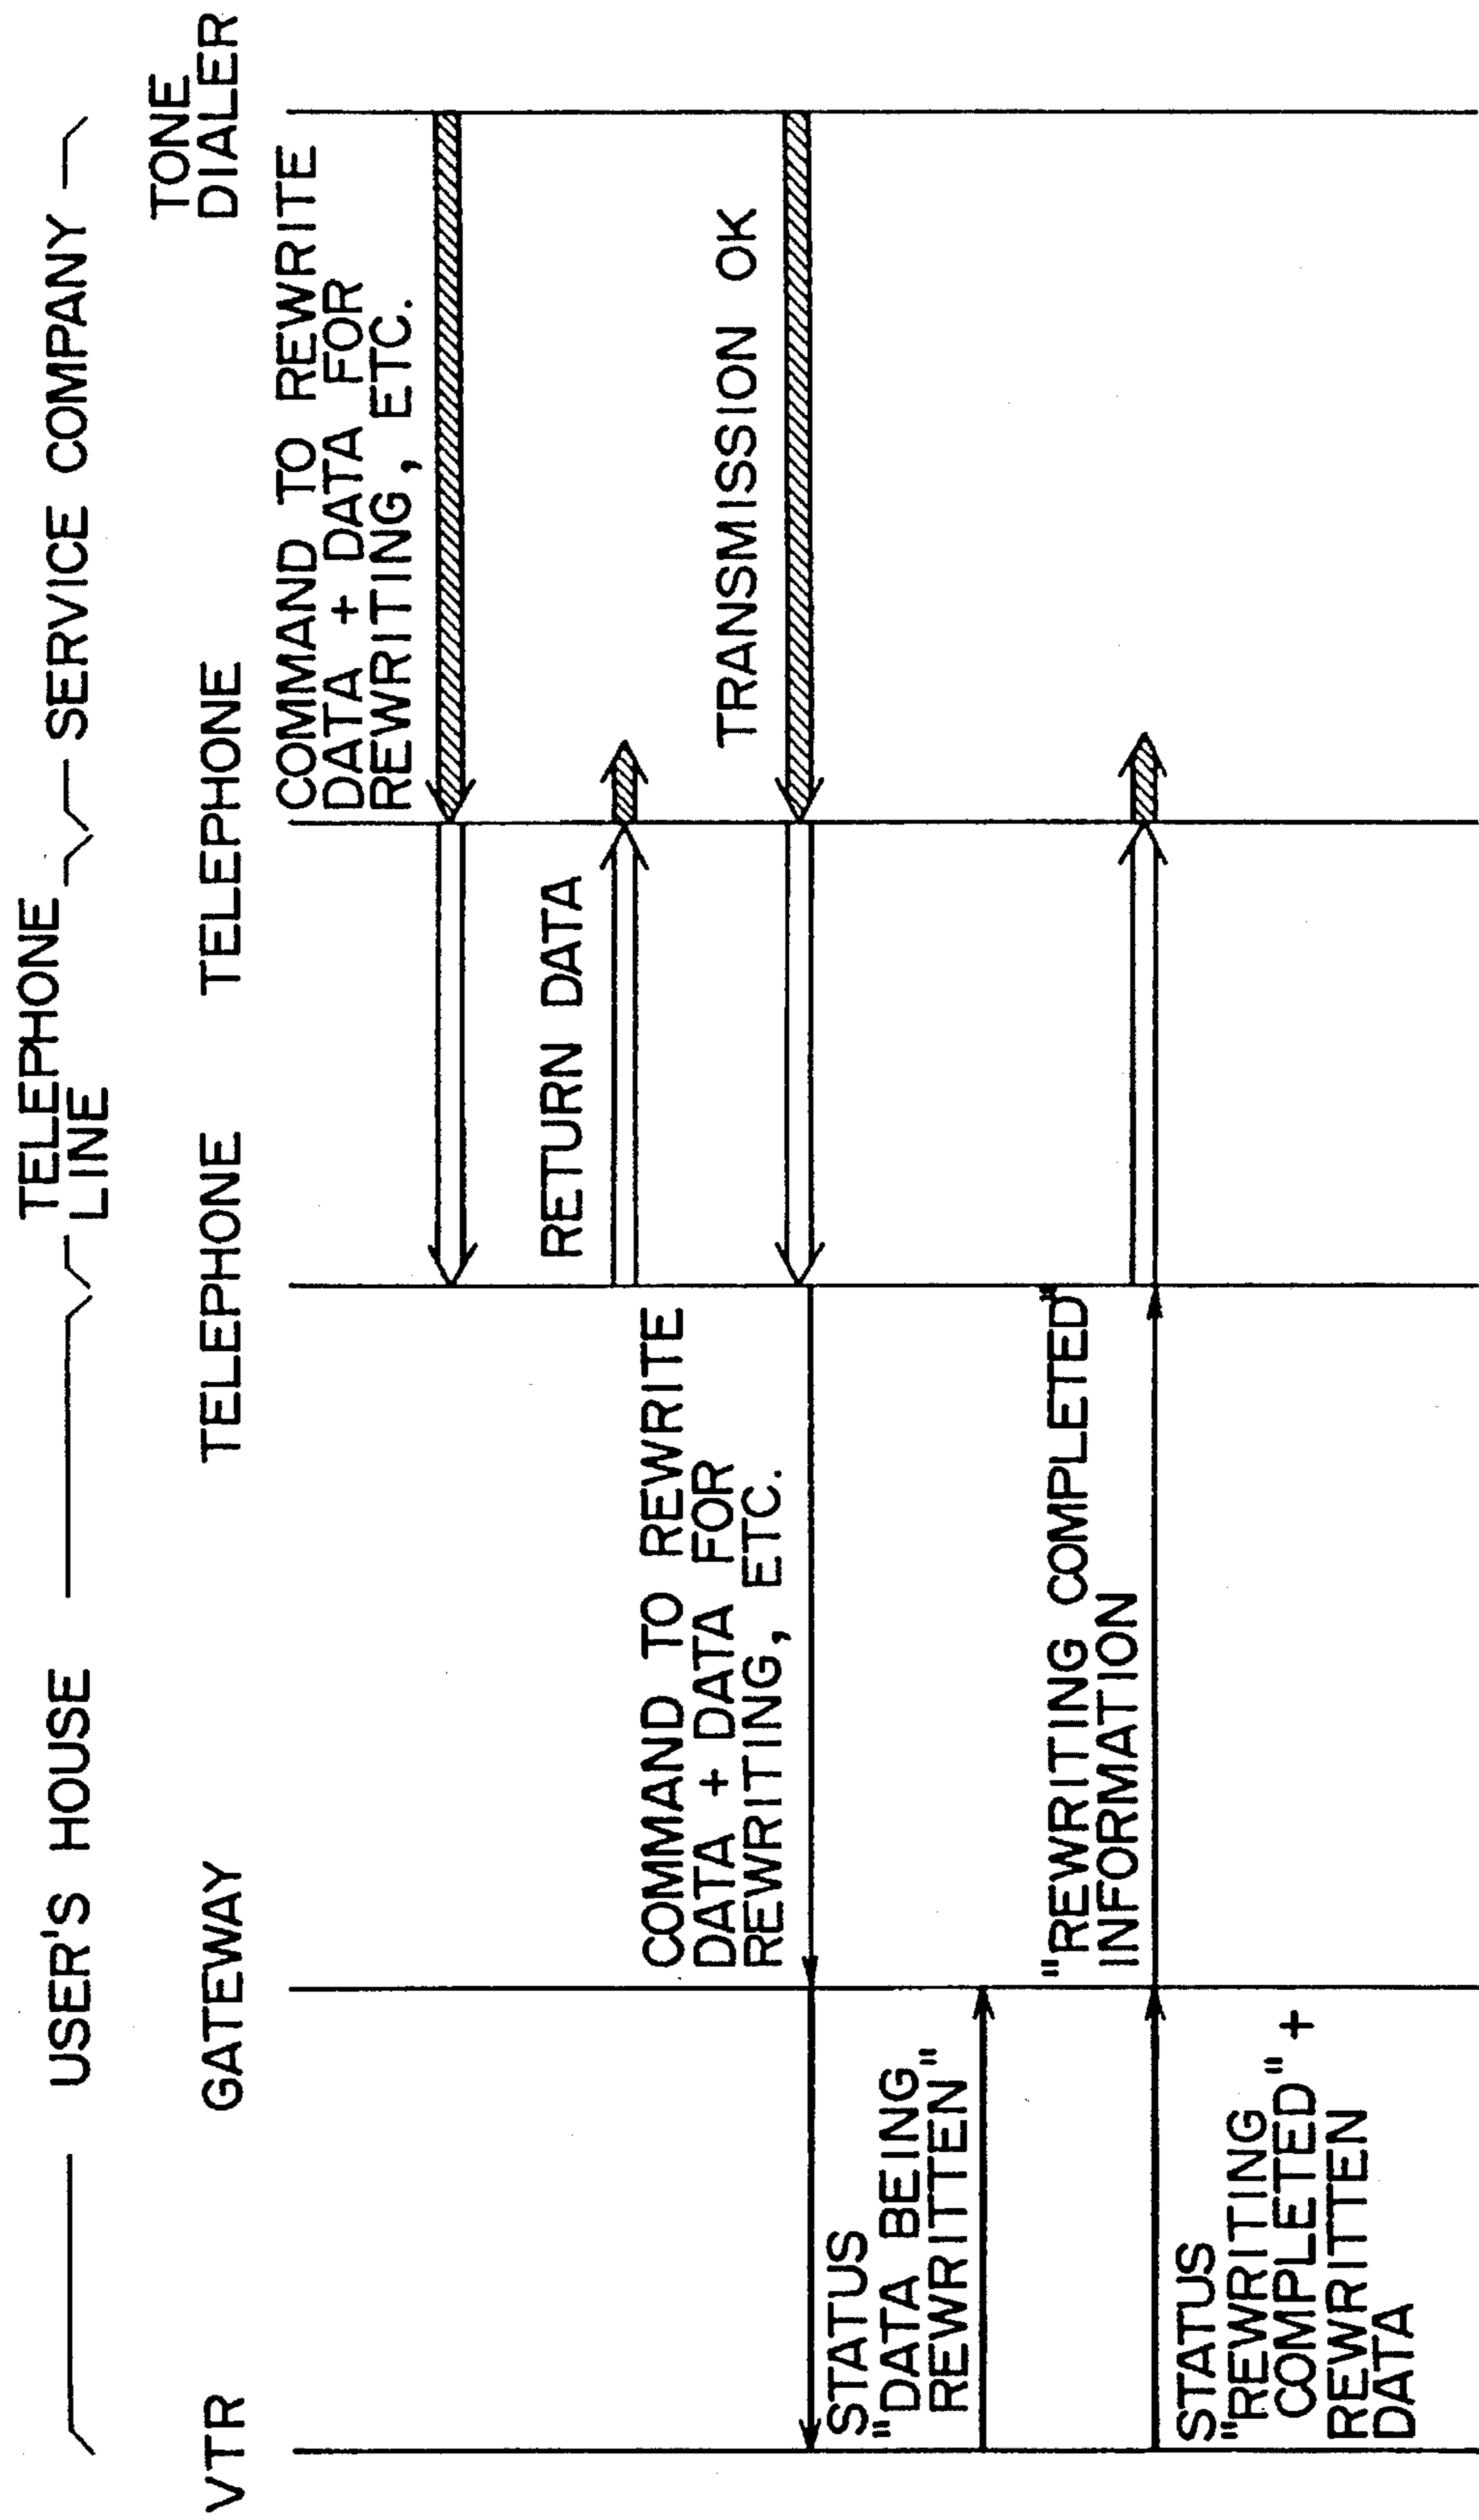 USER'S HOUSE
TELEPHONE
LINE
SERVICE COMPANY
VTR
GATEWAY
TELEPHONE
TELEPHONE
TONE
DIALER
COMMAND TO REWRITE
DATA + DATA FOR
REWRITING, ETC.
RETURN DATA
TRANSMISSION OK
COMMAND TO REWRITE
DATA + DATA FOR
REWRITING, ETC.
STATUS
"DATA BEING
REWRITTEN"
"REWRITING COMPLETED"
INFORMATION
STATUS
"REWRITING
COMPLETED" +
REWRITTEN
DATA